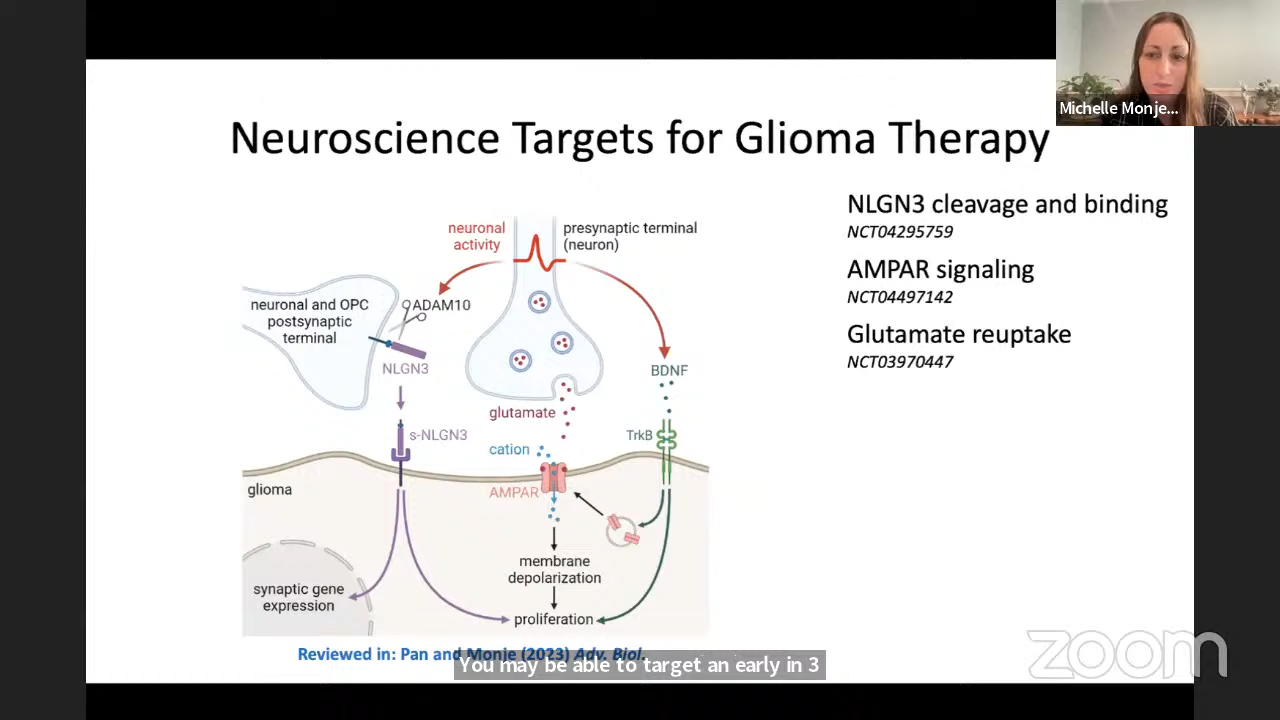 Michelle Monje...
Neuroscience Targets for Glioma Therapy
NLGN3 cleavage and binding
NCT04295759
AMPAR signaling
NCT04497142
Glutamate reuptake
NCT03970447
neuronal
activity
presynaptic terminal
(neuron)
neuronal and OPC
postsynaptic
terminal
ADAM10
NLGN3
BDNF
glutamate
s-NLGN3
TrkB
cation
AMPAR
glioma
membrane
depolarization
synaptic gene
expression
proliferation
Reviewed in: Pan and Monje (2023) Adv. Biol.
You may be able to target an early in 3
zoom